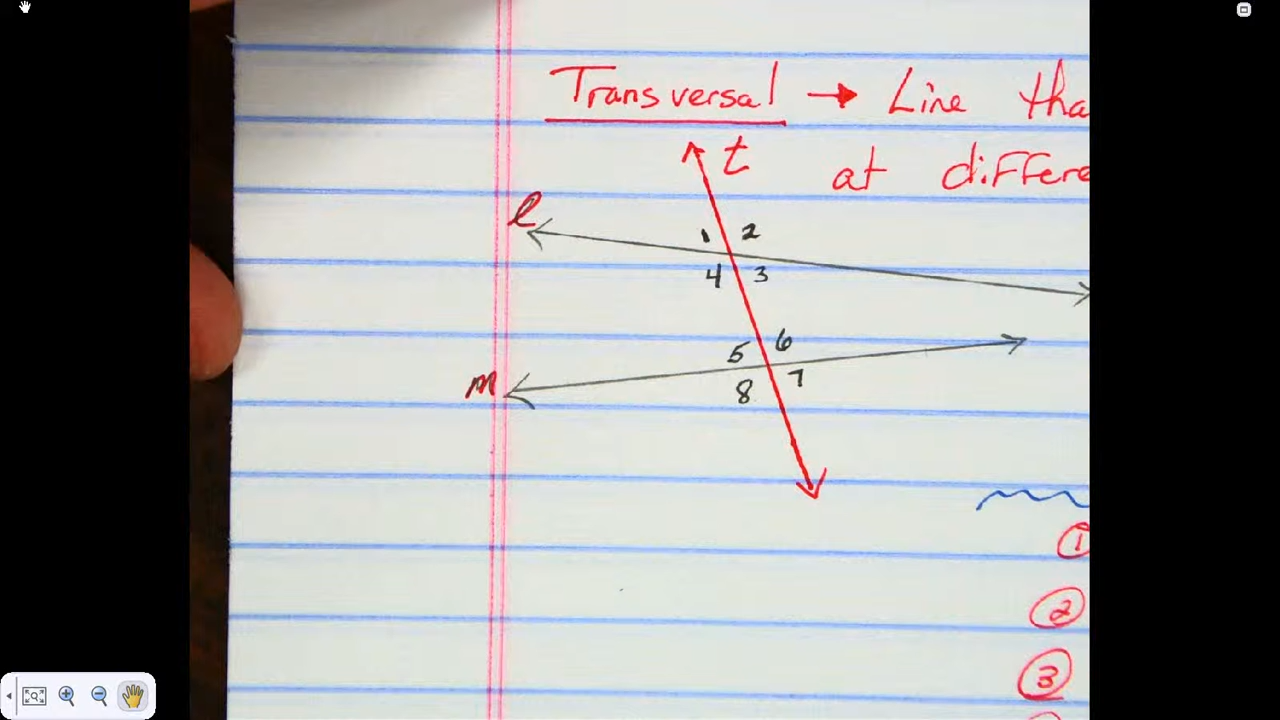 Transversal → Line tha
t
at differe
l
1 2
4 3
5 6
m
8 7
1
2
3